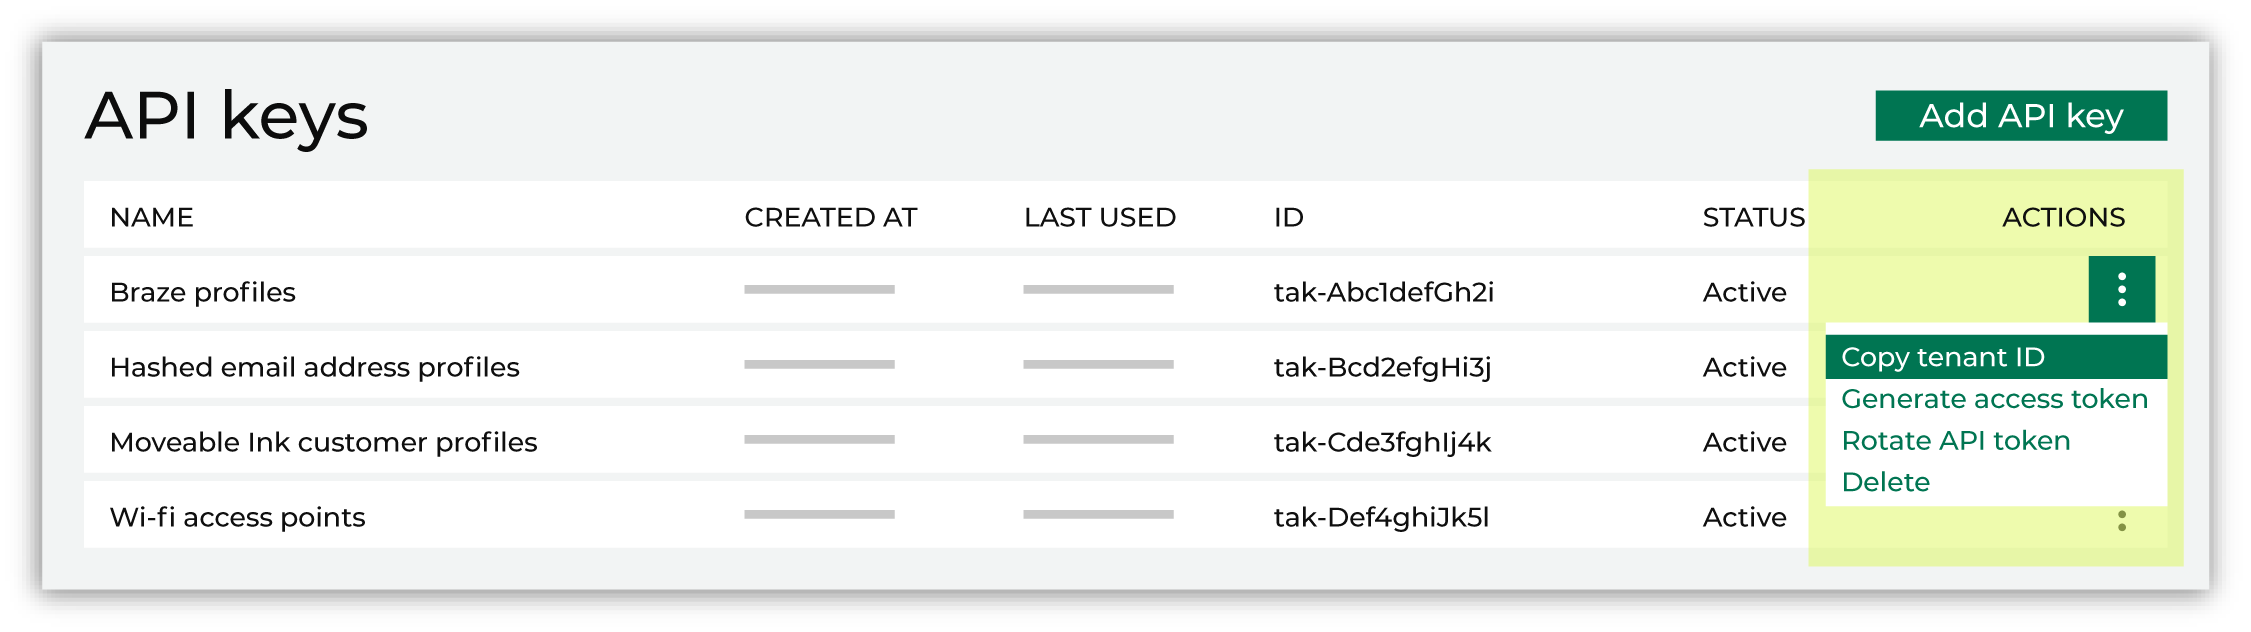 API keys
Add API key
NAME CREATED AT LAST USED ID STATUS ACTIONS
Braze profiles tak-Abc1defGh2i Active
Hashed email address profiles tak-Bcd2efgHi3j Active
Moveable Ink customer profiles tak-Cde3fghIj4k Active
Wi-fi access points tak-Def4ghiJk5l Active
Copy tenant ID
Generate access token
Rotate API token
Delete